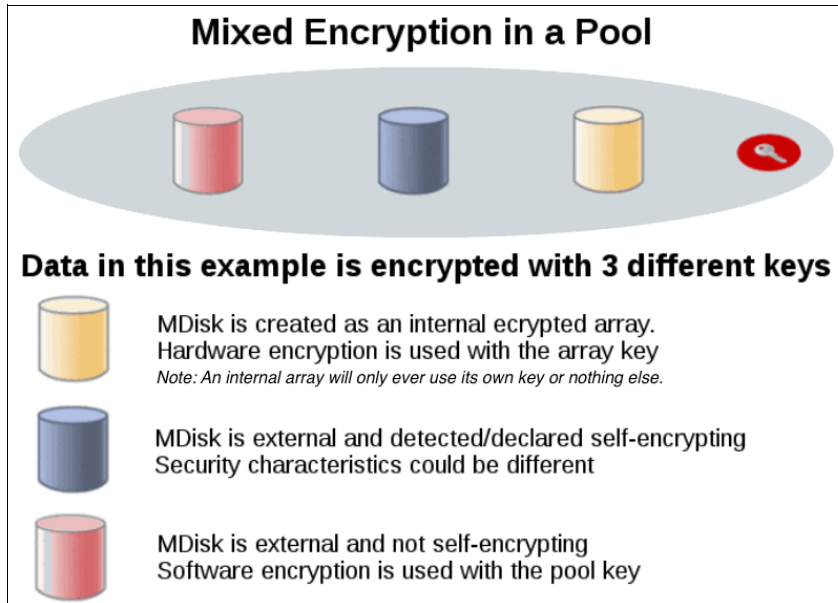 Mixed Encryption in a Pool
Data in this example is encrypted with 3 different keys
MDisk is created as an internal ecrypted array.
Hardware encryption is used with the array key
Note: An internal array will only ever use its own key or nothing else.
MDisk is external and detected/declared self-encrypting
Security characteristics could be different
MDisk is external and not self-encrypting
Software encryption is used with the pool key